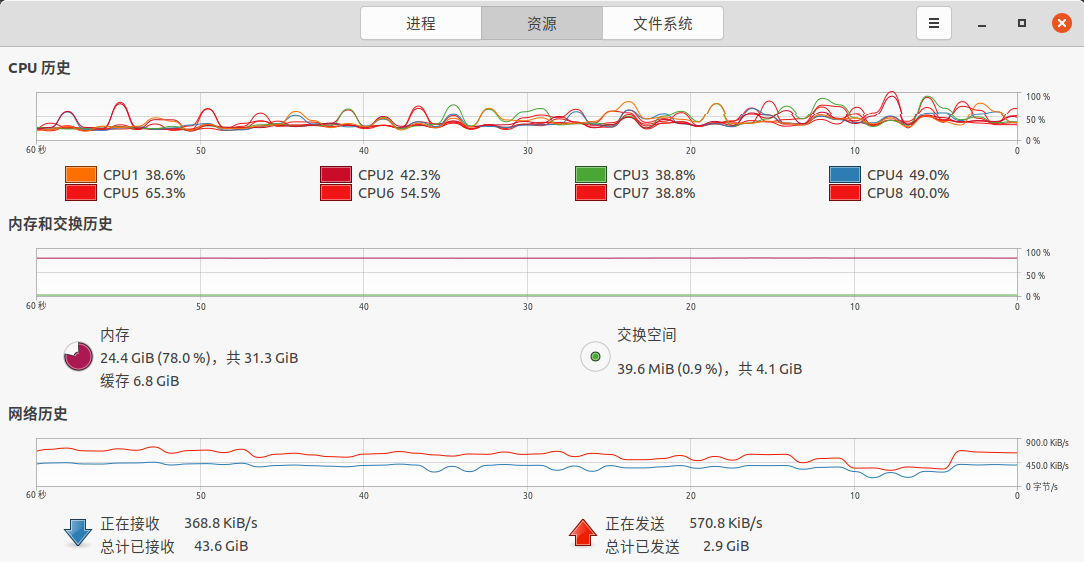 进程 资源 文件系统
CPU 历史
100 %
50 %
0 %
60 秒 50 40 30 20 10 0
CPU1 38.6% CPU2 42.3% CPU3 38.8% CPU4 49.0%
CPU5 65.3% CPU6 54.5% CPU7 38.8% CPU8 40.0%
内存和交换历史
100 %
50 %
0 %
60 秒 50 40 30 20 10 0
内存
24.4 GiB (78.0 %)，共 31.3 GiB
缓存 6.8 GiB
交换空间
39.6 MiB (0.9 %)，共 4.1 GiB
网络历史
900.0 KiB/s
450.0 KiB/s
0 字节/s
60 秒 50 40 30 20 10 0
正在接收 368.8 KiB/s
总计已接收 43.6 GiB
正在发送 570.8 KiB/s
总计已发送 2.9 GiB